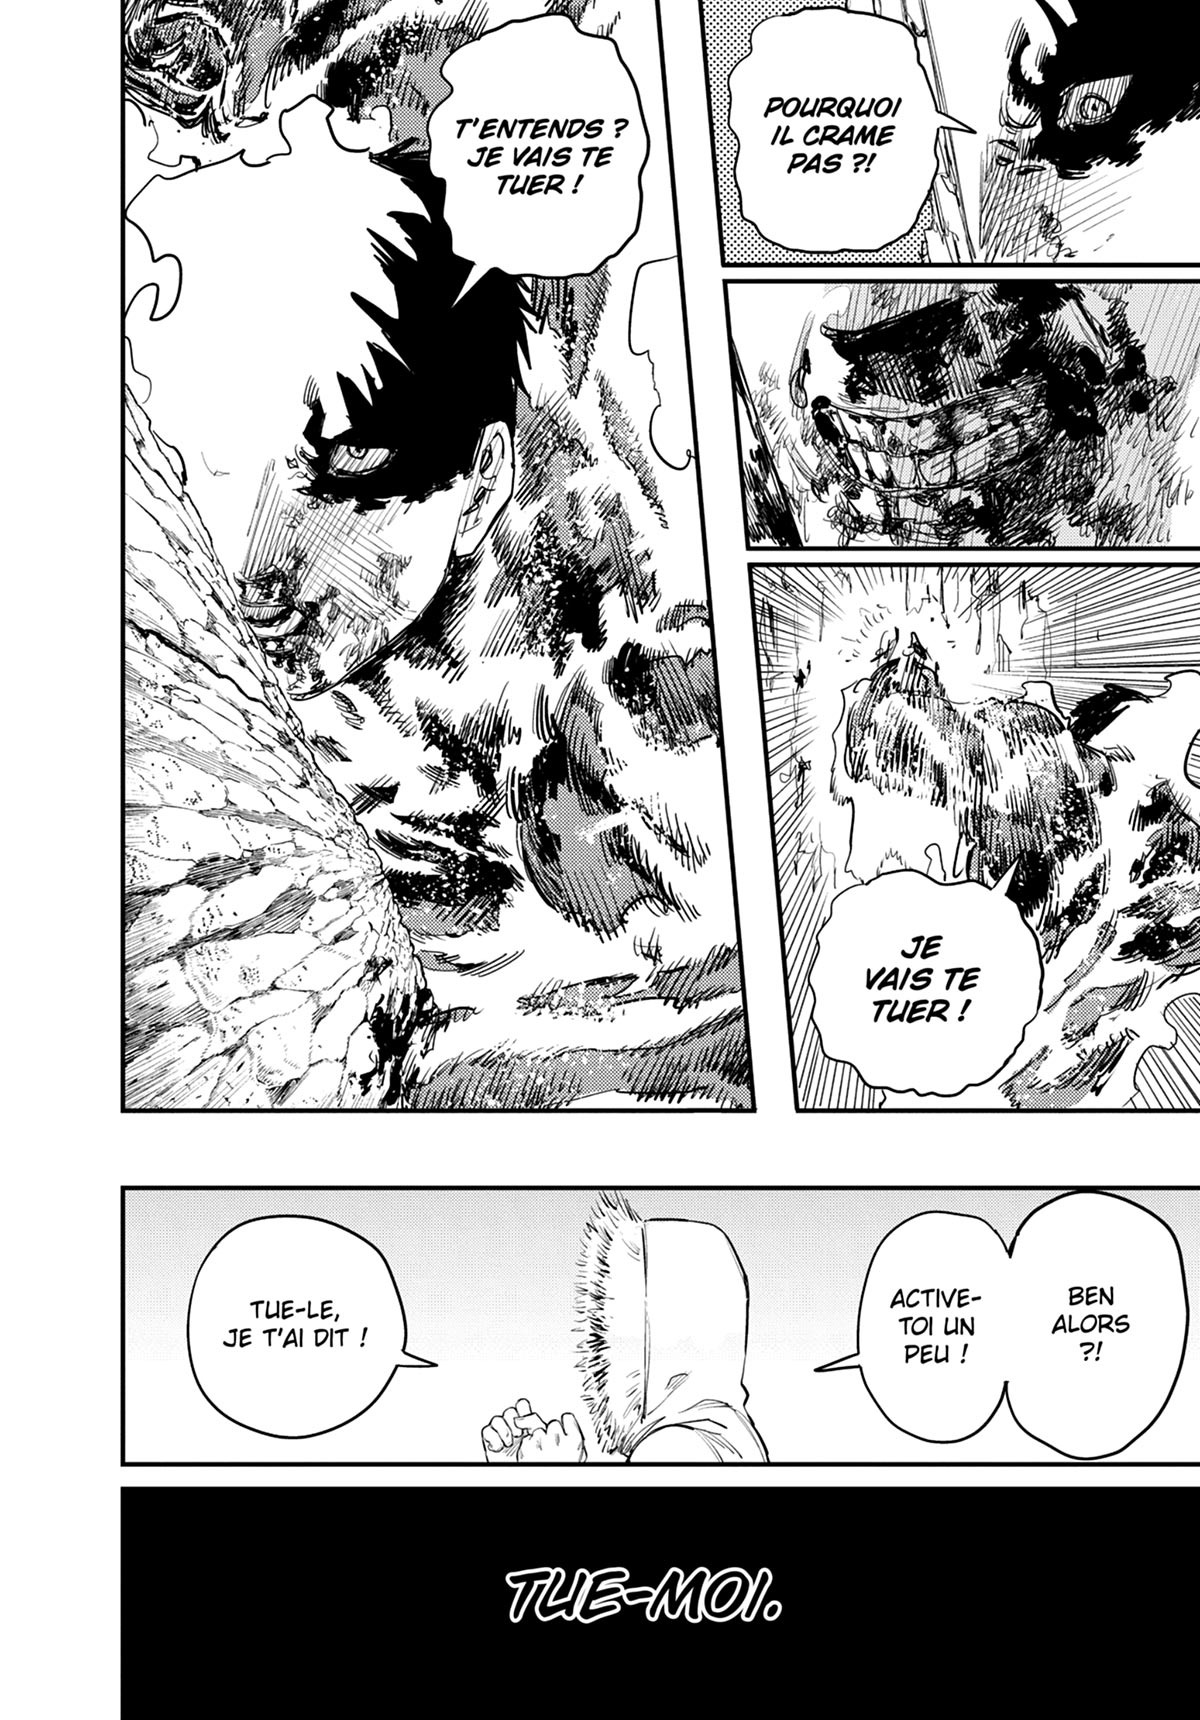 POURQUOI
IL CRAME
PAS ?!
JE
VAIS TE
TUER !
T'ENTENDS ?
JE VAIS TE
TUER !
BEN
ALORS
?!
ACTIVE-
TOI UN
PEU !
TUE-LE,
JE T'AI DIT !
TUE-MOI.